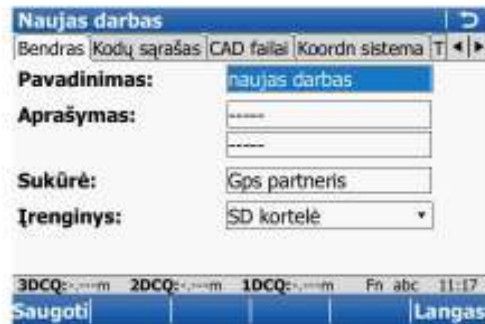 Naujas darbas
Bendras Kodų sąrašas CAD failai Koordn sistema T
Pavadinimas: naujas darbas
Aprašymas: -----
-----
Sukūrė: Gps partneris
Įrenginys: SD kortelė
3DCQ:-.---m 2DCQ:-.---m 1DCQ:-.---m Fn abc 11:17
Saugoti Langas